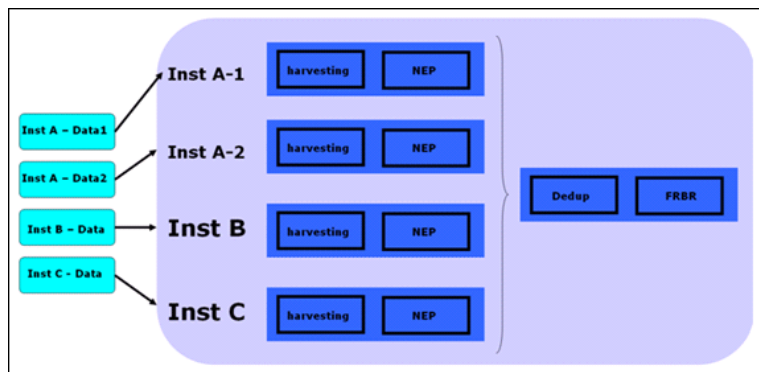 Inst A – Data1
Inst A – Data2
Inst B – Data
Inst C - Data
Inst A-1
harvesting
NEP
Inst A-2
harvesting
NEP
Inst B
harvesting
NEP
Inst C
harvesting
NEP
Dedup
FRBR